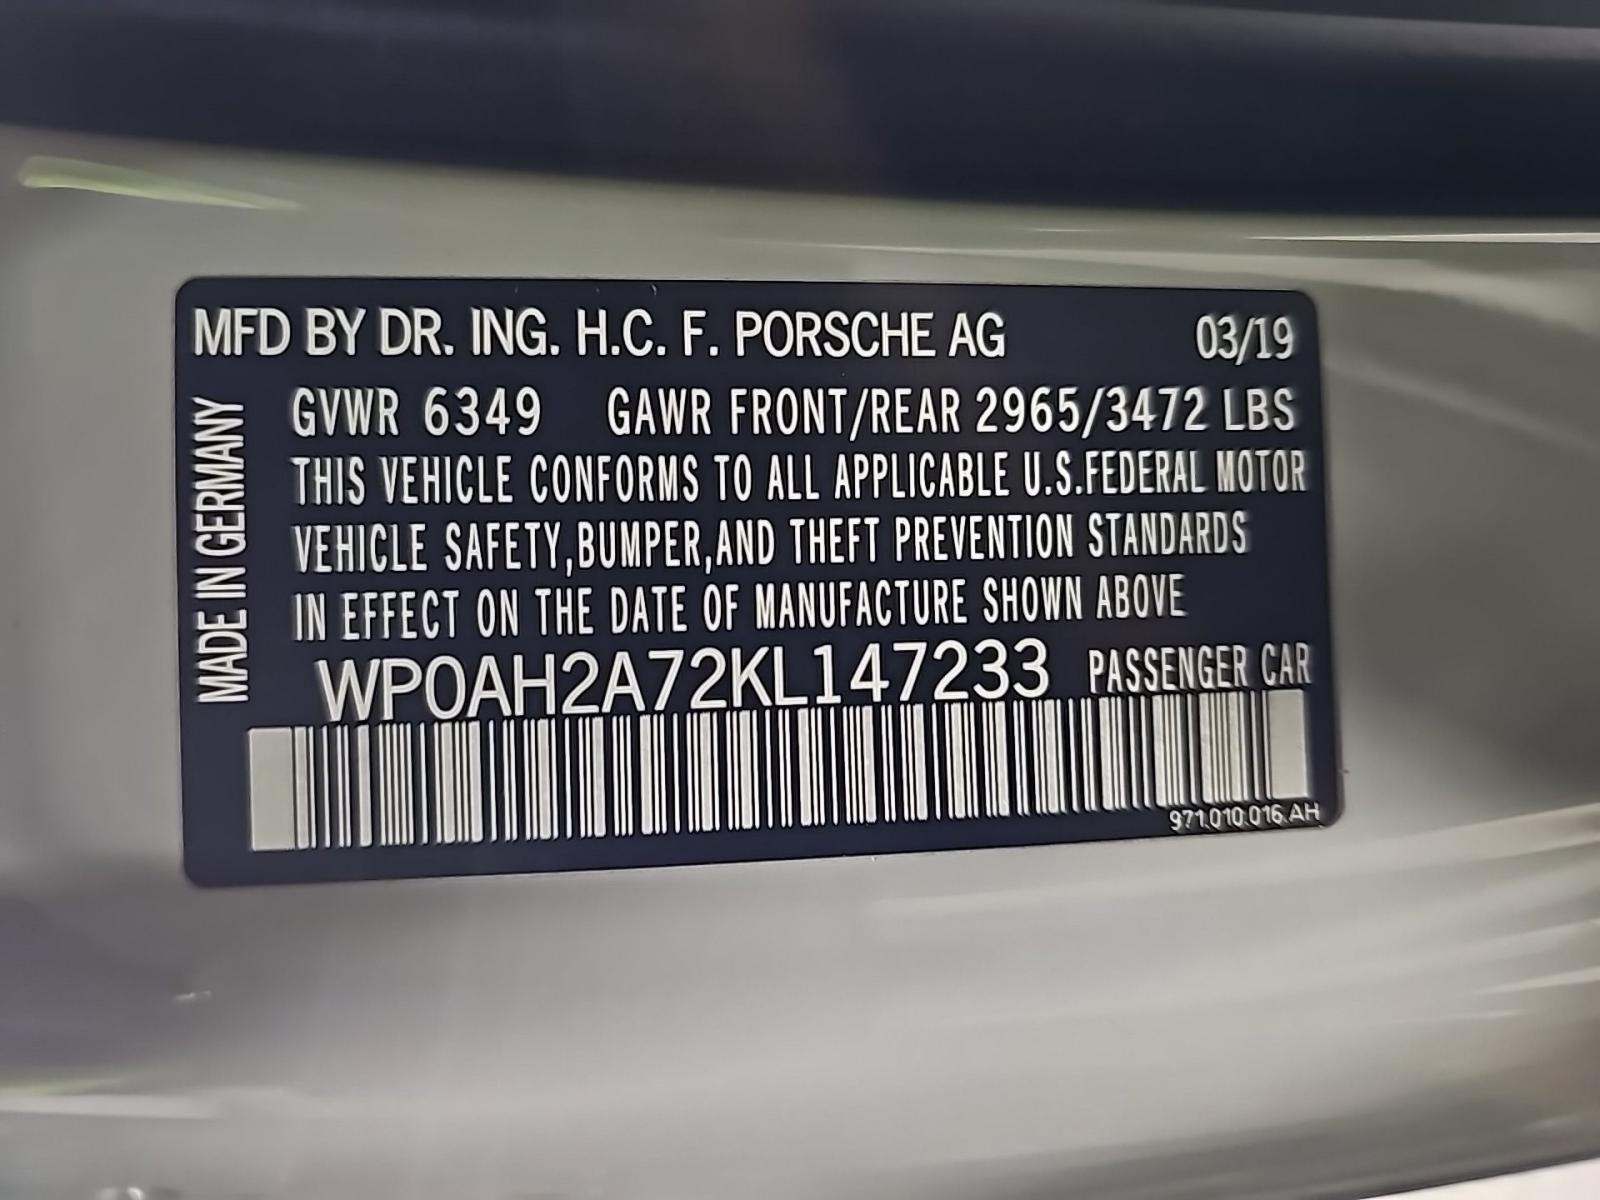 MFD BY DR. ING. H.C. F. PORSCHE AG 03/19
MADE IN GERMANY
GVWR 6349 GAWR FRONT/REAR 2965/3472 LBS
THIS VEHICLE CONFORMS TO ALL APPLICABLE U.S.FEDERAL MOTOR
VEHICLE SAFETY,BUMPER,AND THEFT PREVENTION STANDARDS
IN EFFECT ON THE DATE OF MANUFACTURE SHOWN ABOVE
WP0AH2A72KL147233 PASSENGER CAR
971.010.016.AH